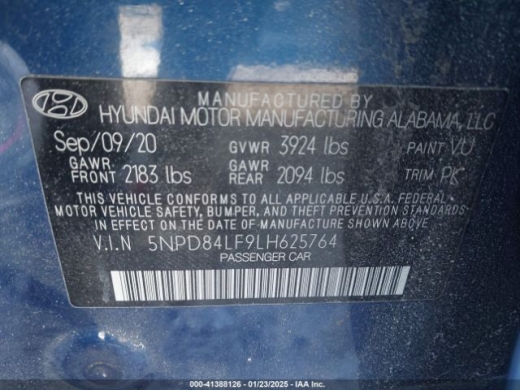 MANUFACTURED BY
HYUNDAI MOTOR MANUFACTURING ALABAMA, LLC
Sep/09/20 GVWR 3924 lbs PAINT VU
GAWR FRONT 2183 lbs GAWR REAR 2094 lbs TRIM PK
THIS VEHICLE CONFORMS TO ALL APPLICABLE U.S.A. FEDERAL
MOTOR VEHICLE SAFETY, BUMPER, AND THEFT PREVENTION
STANDARDS IN EFFECT ON THE DATE OF MANUFACTURE SHOWN ABOVE
V.I.N 5NPD84LF9LH625764
PASSENGER CAR
000-41388126 - 01/23/2025 - IAA Inc.